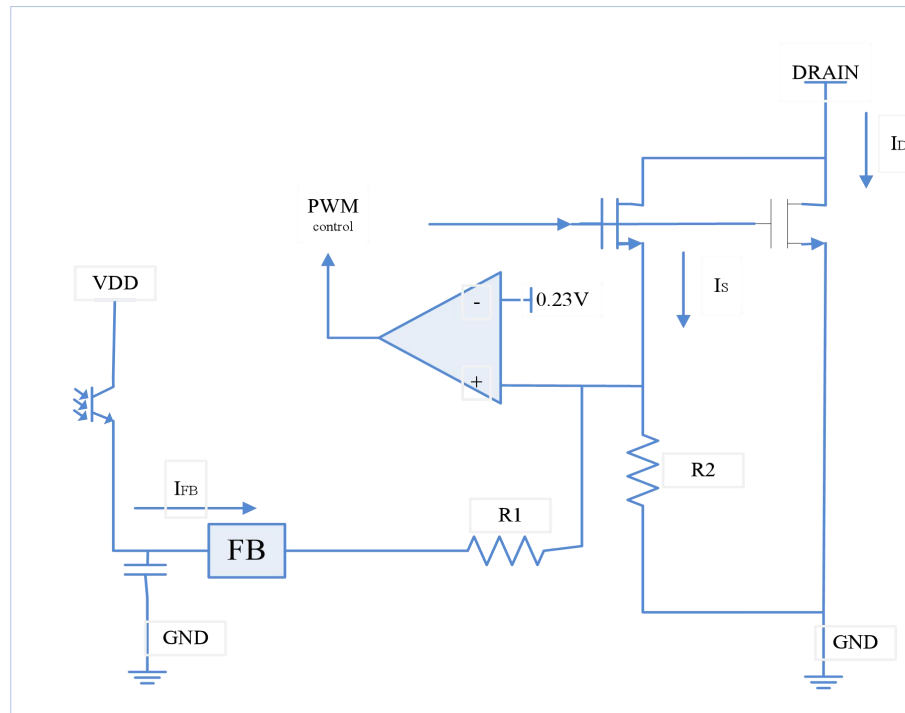 DRAIN
ID
PWM
control
VDD
-
0.23V
IS
+
R2
IFB
R1
FB
GND
GND